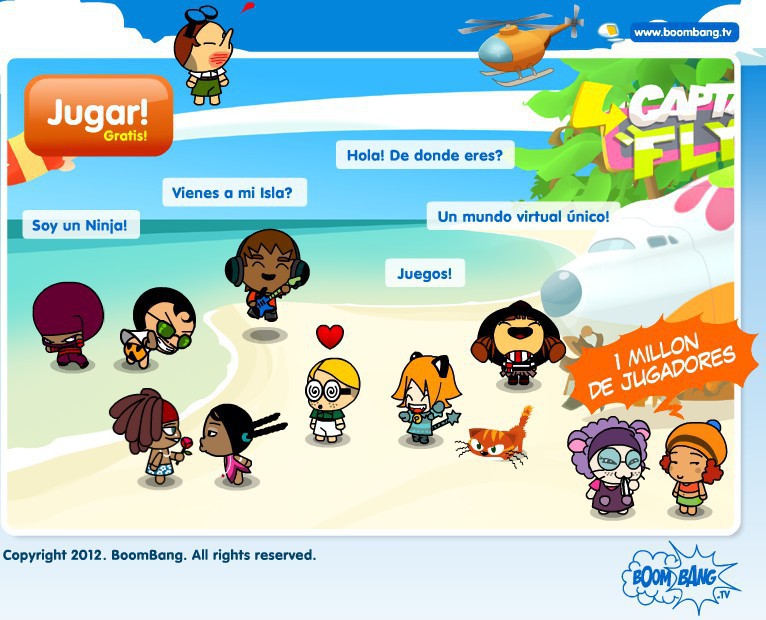 www.boombang.tv
Jugar!
Gratis!
FLY
Hola! De donde eres?
Vienes a mi Isla?
Soy un Ninja!
Un mundo virtual único!
Juegos!
1 MILLON
DE JUGADORES
Copyright 2012. BoomBang. All rights reserved.
BOOM BANG
.TV